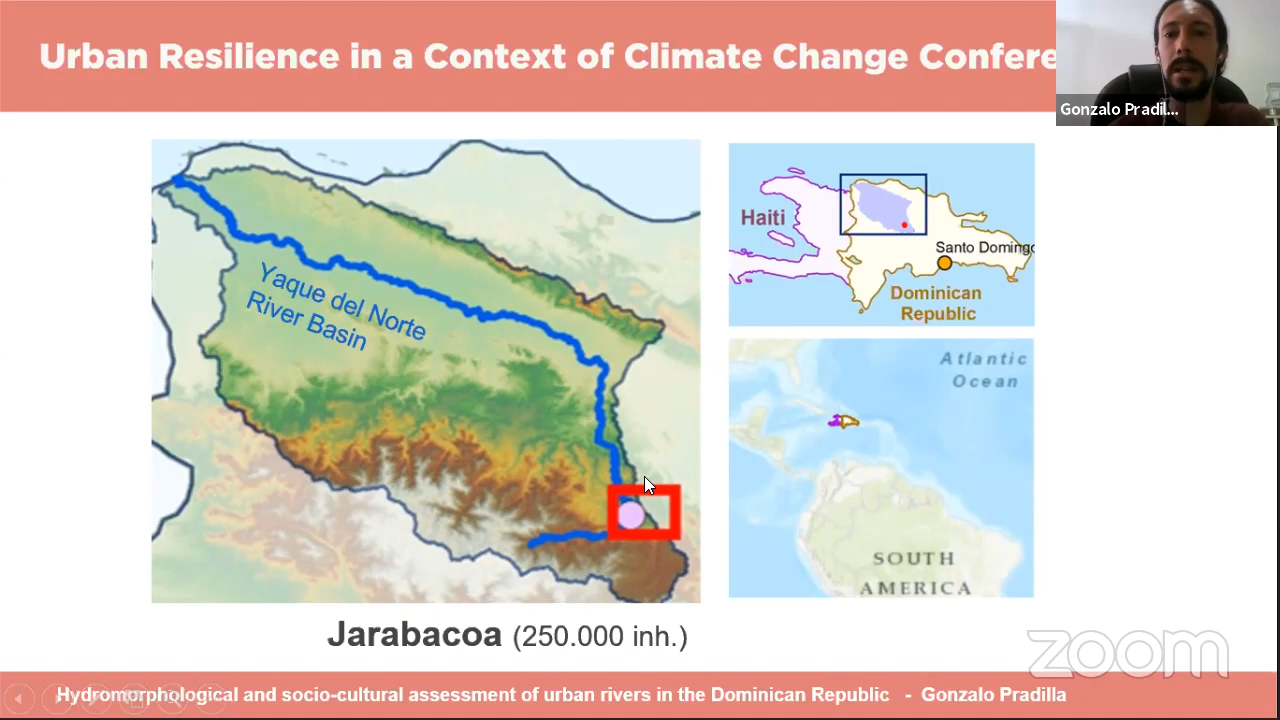 Urban Resilience in a Context of Climate Change Confere
Gonzalo Pradil...
Yaque del Norte
River Basin
Haiti
Santo Domingo
Dominican
Republic
Atlantic
Ocean
SOUTH
AMERICA
Jarabacoa (250.000 inh.)
zoom
Hydromorphological and socio-cultural assessment of urban rivers in the Dominican Republic - Gonzalo Pradilla